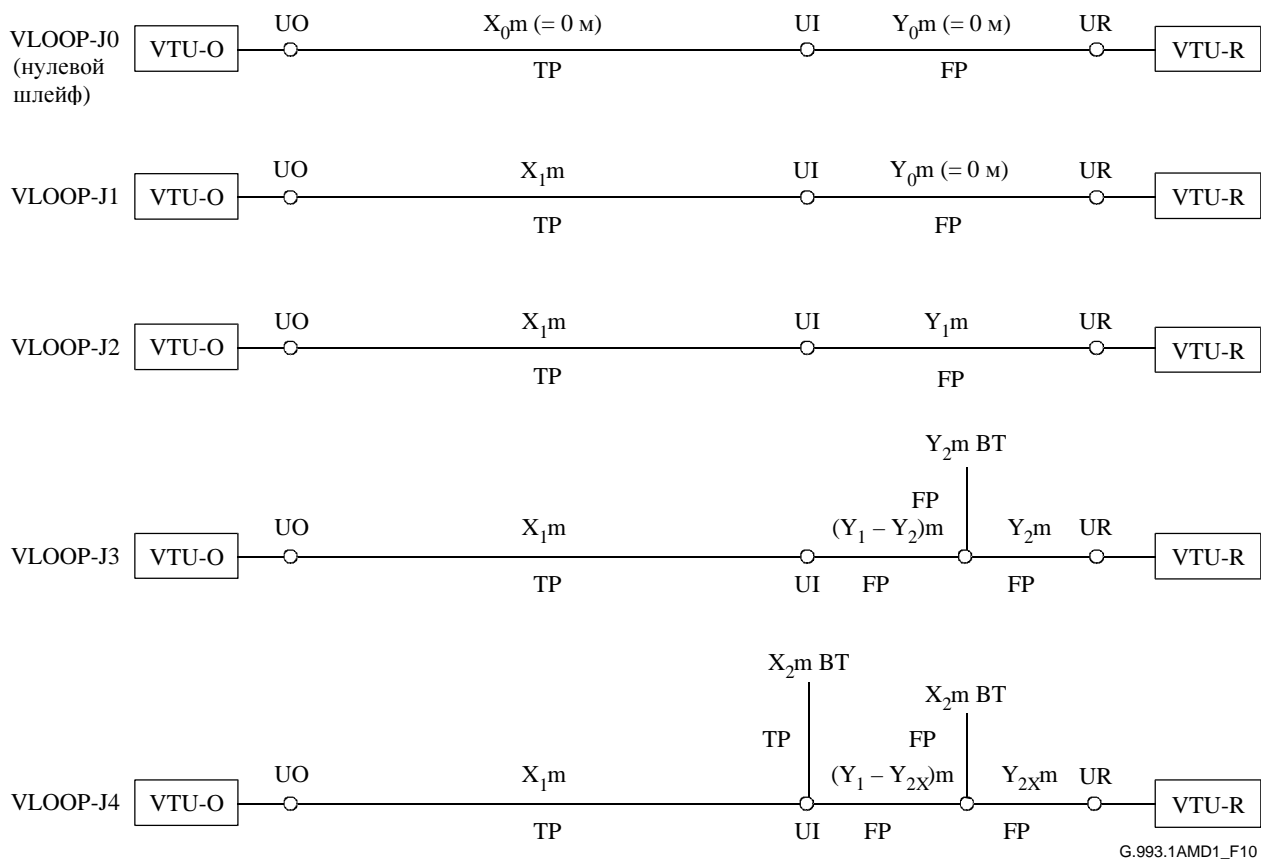 UO X₀m (= 0 м) UI Y₀m (= 0 м) UR
VLOOP-J0 VTU-O VTU-R
(нулевой TP FP
шлейф)
UO X₁m UI Y₀m (= 0 м) UR
VLOOP-J1 VTU-O VTU-R
TP FP
UO X₁m UI Y₁m UR
VLOOP-J2 VTU-O VTU-R
TP FP
Y₂m BT
FP
UO X₁m (Y₁ – Y₂)m Y₂m UR
VLOOP-J3 VTU-O VTU-R
TP UI FP FP
X₂m BT
X₂m BT
TP FP
UO X₁m (Y₁ – Y₂ₓ)m Y₂ₓm UR
VLOOP-J4 VTU-O VTU-R
TP UI FP FP
G.993.1AMD1_F10